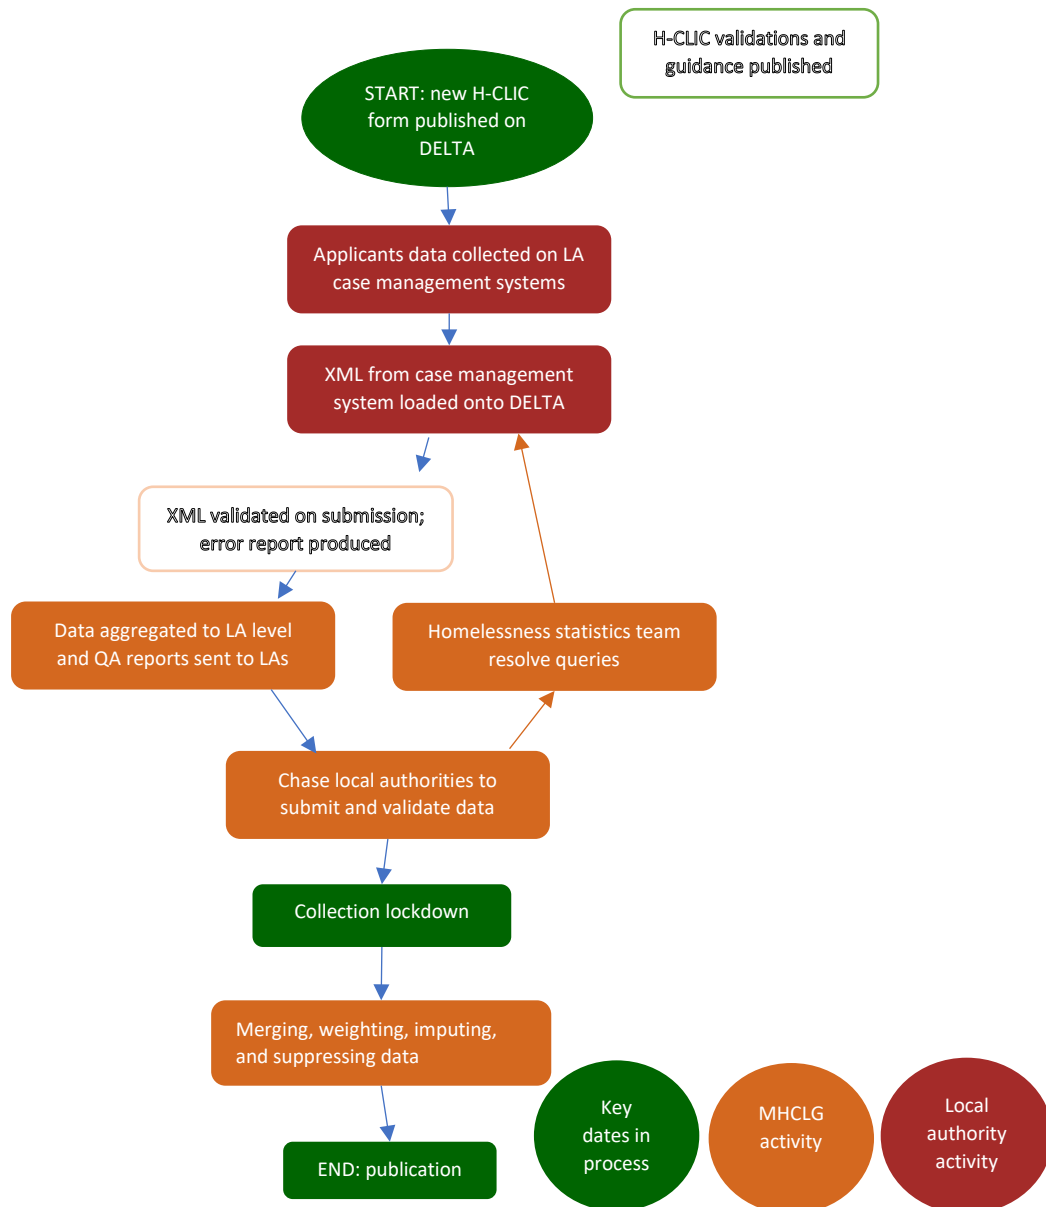 H-CLIC validations and
guidance published
START: new H-CLIC
form published on
DELTA
Applicants data collected on LA
case management systems
XML from case management
system loaded onto DELTA
XML validated on submission;
error report produced
Data aggregated to LA level
and QA reports sent to LAs
Homelessness statistics team
resolve queries
Chase local authorities to
submit and validate data
Collection lockdown
Merging, weighting, imputing,
and suppressing data
END: publication
Key
dates in
process
MHCLG
activity
Local
authority
activity